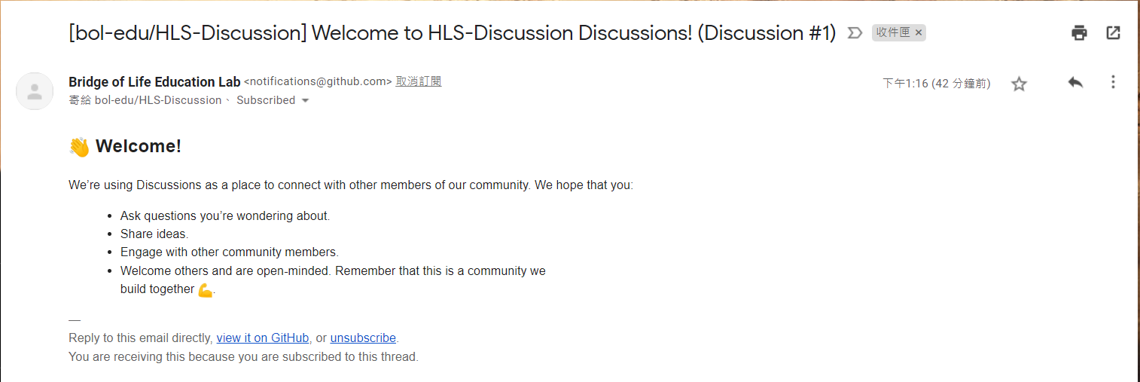 [bol-edu/HLS-Discussion] Welcome to HLS-Discussion Discussions! (Discussion #1) 收件匣 ×
Bridge of Life Education Lab <notifications@github.com> 取消訂閱
下午1:16 (42 分鐘前)
寄給 bol-edu/HLS-Discussion、 Subscribed
👋 Welcome!
We’re using Discussions as a place to connect with other members of our community. We hope that you:
• Ask questions you’re wondering about.
• Share ideas.
• Engage with other community members.
• Welcome others and are open-minded. Remember that this is a community we
build together 💪.
—
Reply to this email directly, view it on GitHub, or unsubscribe.
You are receiving this because you are subscribed to this thread.